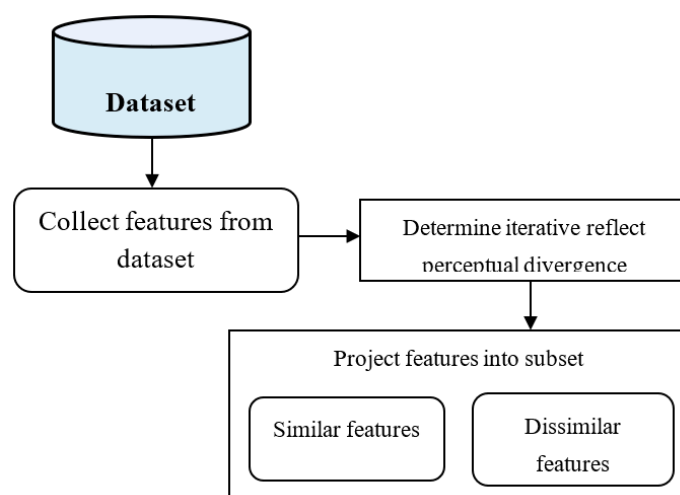 Dataset
Collect features from
dataset
Determine iterative reflect
perceptual divergence
Project features into subset
Similar features
Dissimilar
features